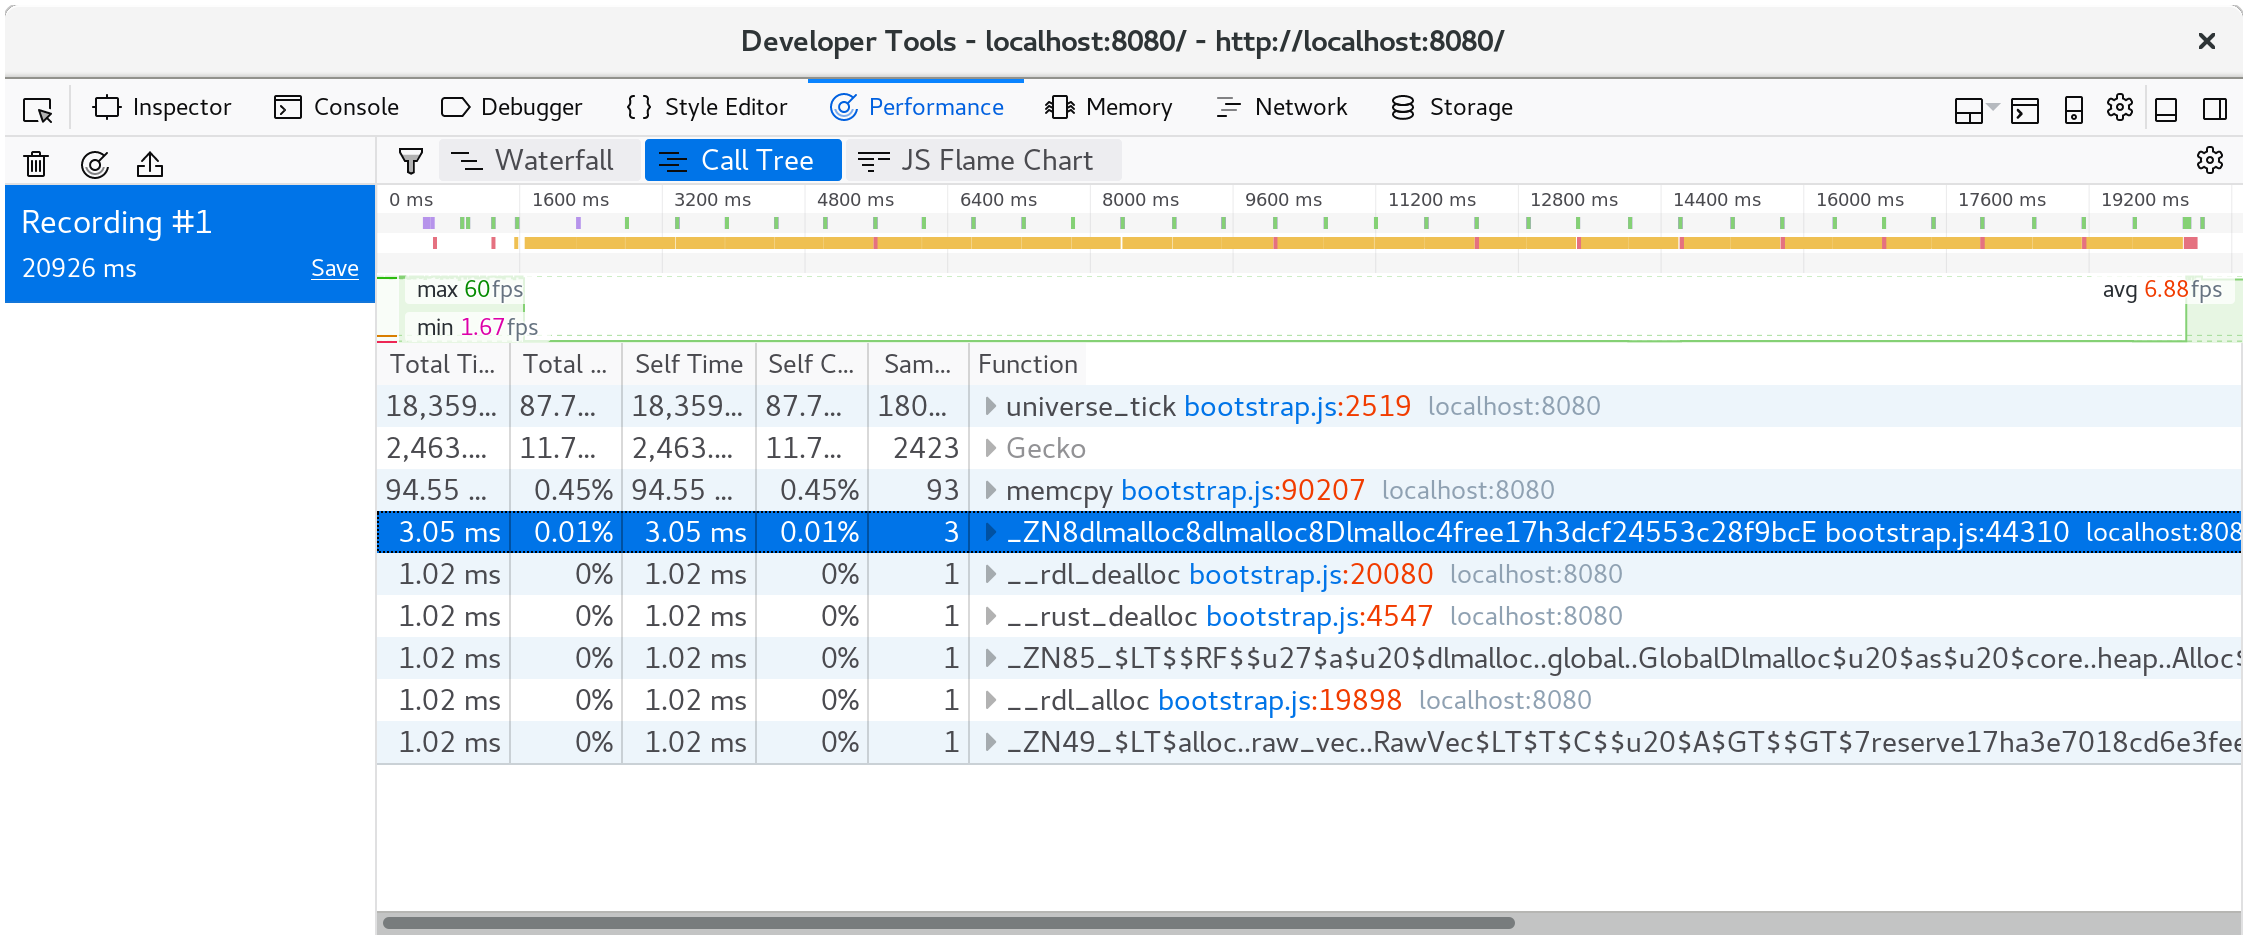 Developer Tools - localhost:8080/ - http://localhost:8080/
Inspector Console Debugger Style Editor Performance Memory Network Storage
Waterfall Call Tree JS Flame Chart
Recording #1
20926 ms Save
0 ms 1600 ms 3200 ms 4800 ms 6400 ms 8000 ms 9600 ms 11200 ms 12800 ms 14400 ms 16000 ms 17600 ms 19200 ms
max 60fps avg 6.88fps
min 1.67fps
Total Ti... Total ... Self Time Self C... Sam... Function
18,359... 87.7... 18,359... 87.7... 180... universe_tick bootstrap.js:2519 localhost:8080
2,463.... 11.7... 2,463.... 11.7... 2423 Gecko
94.55 ... 0.45% 94.55 ... 0.45% 93 memcpy bootstrap.js:90207 localhost:8080
3.05 ms 0.01% 3.05 ms 0.01% 3 _ZN8dlmalloc8dlmalloc8Dlmalloc4free17h3dcf24553c28f9bcE bootstrap.js:44310 localhost:808
1.02 ms 0% 1.02 ms 0% 1 __rdl_dealloc bootstrap.js:20080 localhost:8080
1.02 ms 0% 1.02 ms 0% 1 __rust_dealloc bootstrap.js:4547 localhost:8080
1.02 ms 0% 1.02 ms 0% 1 _ZN85_$LT$$RF$$u27$a$u20$dlmalloc..global..GlobalDlmalloc$u20$as$u20$core..heap..Alloc$
1.02 ms 0% 1.02 ms 0% 1 __rdl_alloc bootstrap.js:19898 localhost:8080
1.02 ms 0% 1.02 ms 0% 1 _ZN49_$LT$alloc..raw_vec..RawVec$LT$T$C$$u20$A$GT$$GT$7reserve17ha3e7018cd6e3fee